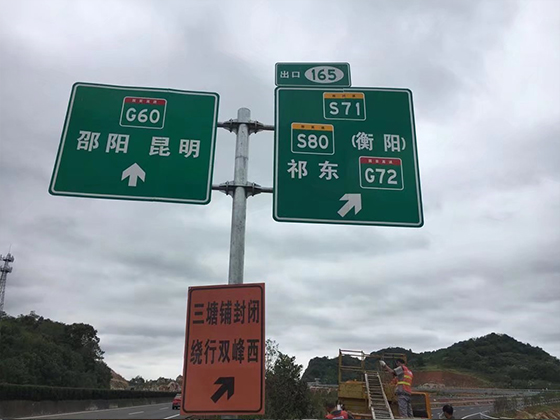 G60
邵阳 昆明
出口 165
S71
S80 (衡阳)
祁东 G72
三塘铺封闭
绕行双峰西